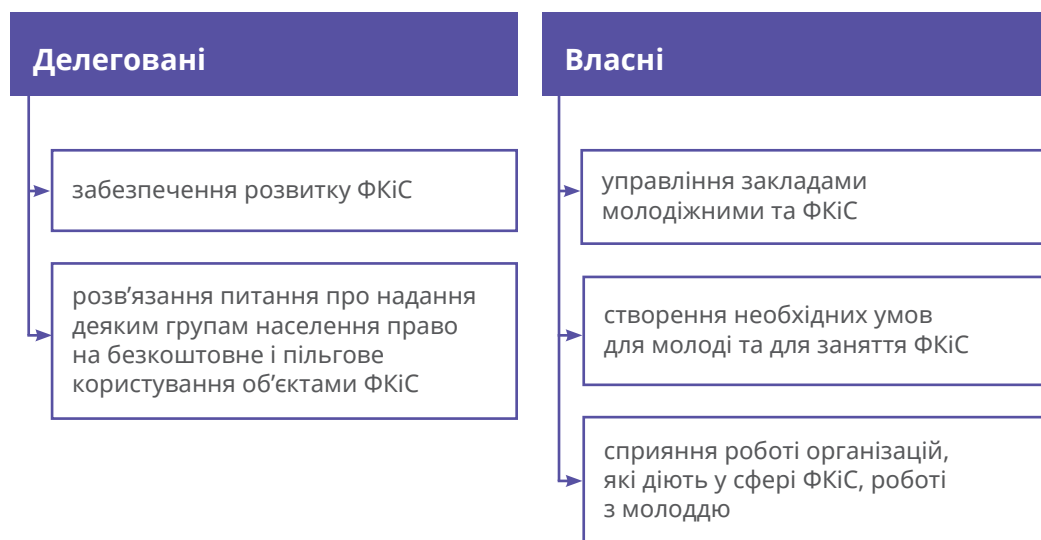 Делеговані
забезпечення розвитку ФКіС
розв’язання питання про надання
деяким групам населення право
на безкоштовне і пільгове
користування об’єктами ФКіС
Власні
управління закладами
молодіжними та ФКіС
створення необхідних умов
для молоді та для заняття ФКіС
сприяння роботі організацій,
які діють у сфері ФКіС, роботі
з молоддю